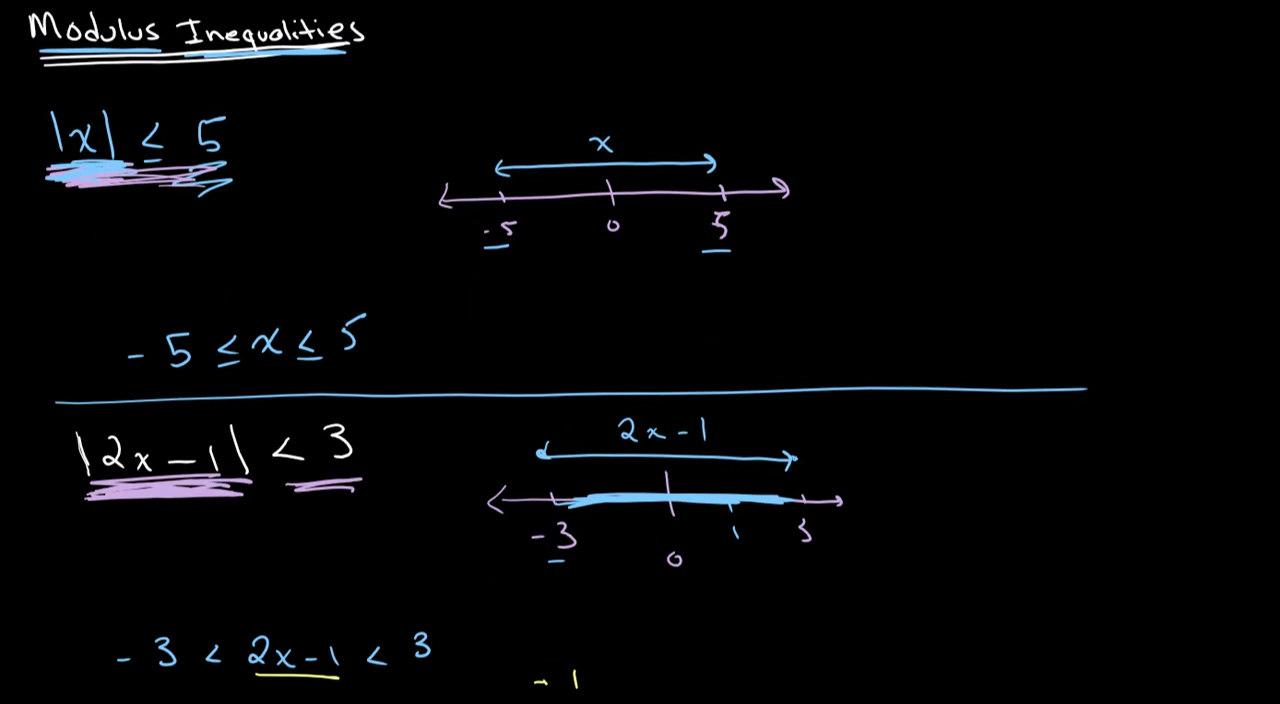 Modulus Inequalities
|x| ≤ 5
x
-5 0 5
-5 ≤ x ≤ 5
|2x-1| < 3
2x-1
-3 0 1 3
-3 < 2x-1 < 3
-1